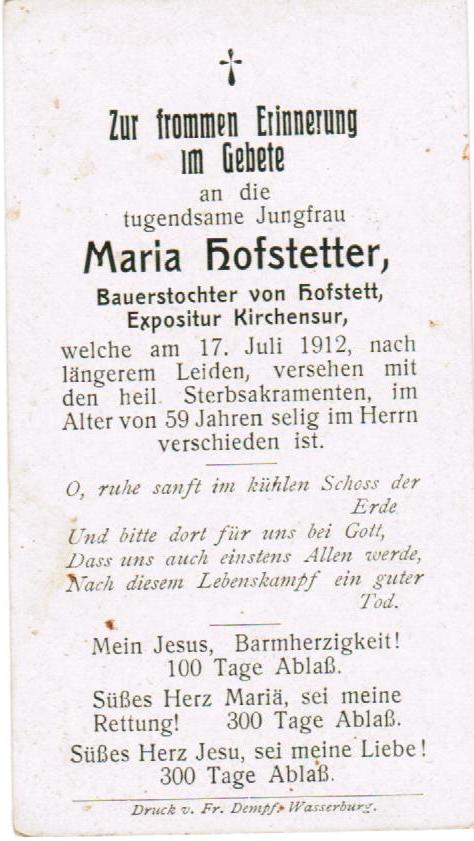 Zur frommen Erinnerung
im Gebete
an die
tugendsame Jungfrau
Maria Hofstetter,
Bauerstochter von Hofstett,
Expositur Kirchensur,
welche am 17. Juli 1912, nach
längerem Leiden, versehen mit
den heil. Sterbsakramenten, im
Alter von 59 Jahren selig im Herrn
verschieden ist.
O, ruhe sanft im kühlen Schoss der
Erde
Und bitte dort für uns bei Gott,
Dass uns auch einstens Allen werde,
Nach diesem Lebenskampf ein guter
Tod.
Mein Jesus, Barmherzigkeit!
100 Tage Ablaß.
Süßes Herz Mariä, sei meine
Rettung! 300 Tage Ablaß.
Süßes Herz Jesu, sei meine Liebe!
300 Tage Ablaß.
Druck v. Fr. Dempf, Wasserburg.